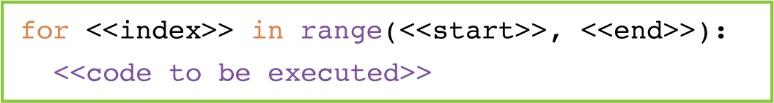 for <<index>> in range(<<start>>, <<end>>):
<<code to be executed>>